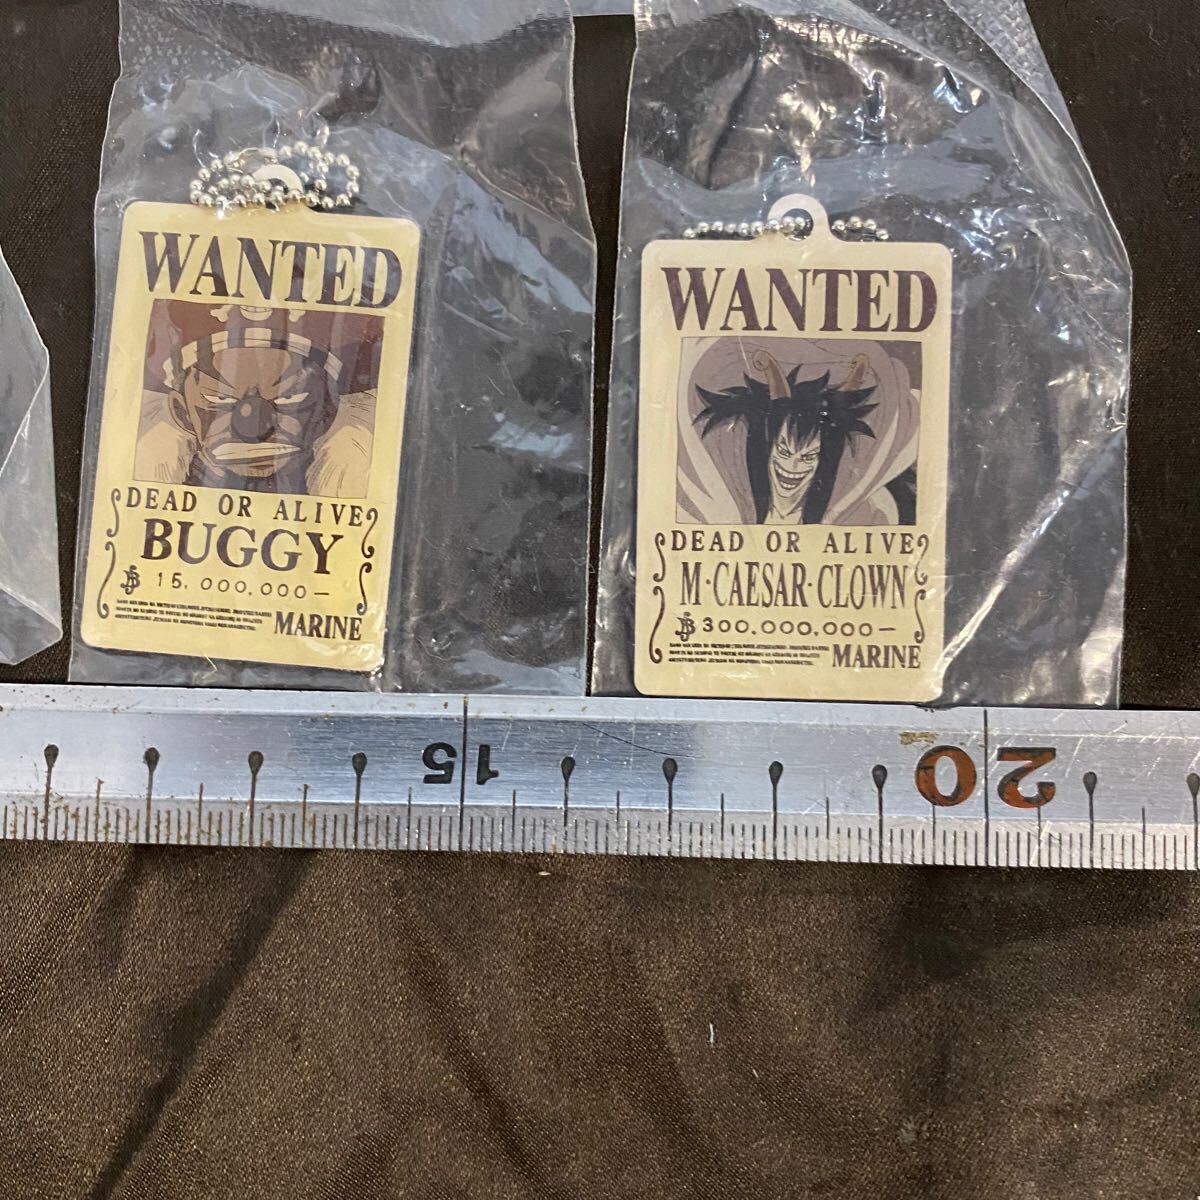 WANTED
DEAD OR ALIVE
BUGGY
15,000,000-
MARINE
WANTED
DEAD OR ALIVE
M·CAESAR·CLOWN
300,000,000-
MARINE
15
20